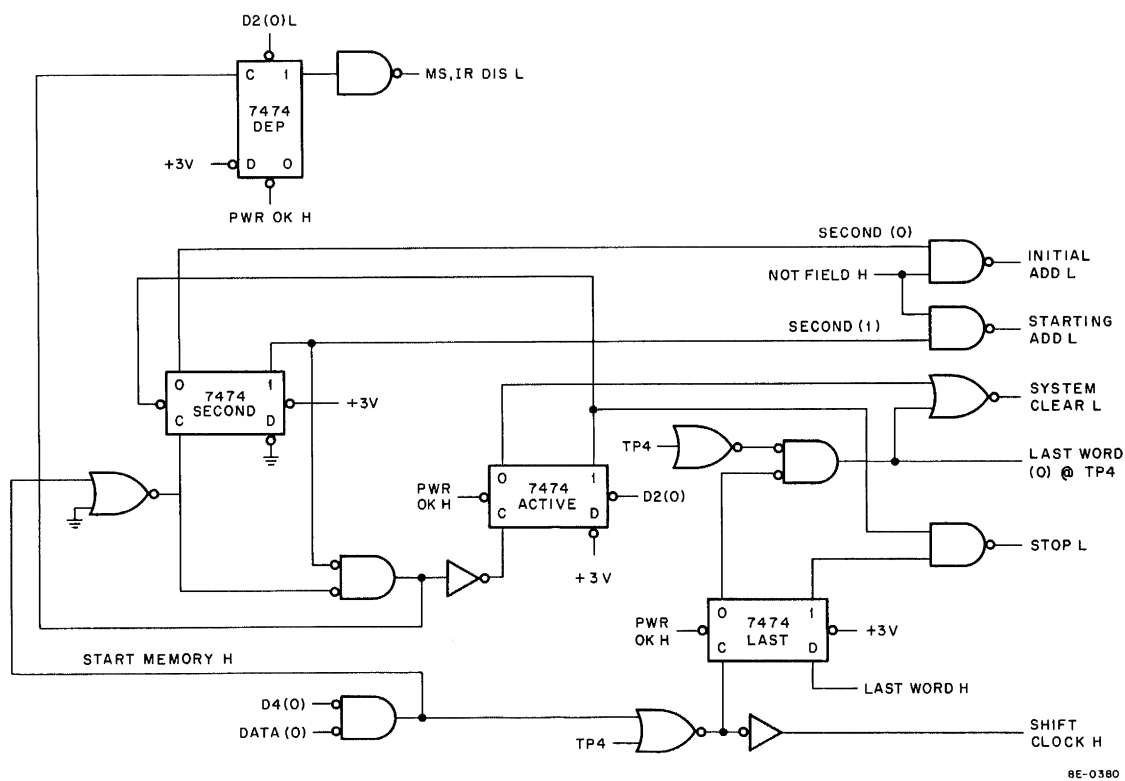 D2(0)L
C 1
7474
DEP
MS,IR DIS L
+3V
D 0
PWR OK H
SECOND (0)
NOT FIELD H
INITIAL
ADD L
SECOND (1)
STARTING
ADD L
0 1
7474
SECOND
C D
+3V
SYSTEM
CLEAR L
TP4
LAST WORD
(0) @ TP4
PWR
OK H
0 1
7474
ACTIVE
C D
D2(0)
+3V
STOP L
PWR
OK H
0 1
7474
LAST
C D
+3V
START MEMORY H
LAST WORD H
D4(0)
DATA (0)
TP4
SHIFT
CLOCK H
8E-0380